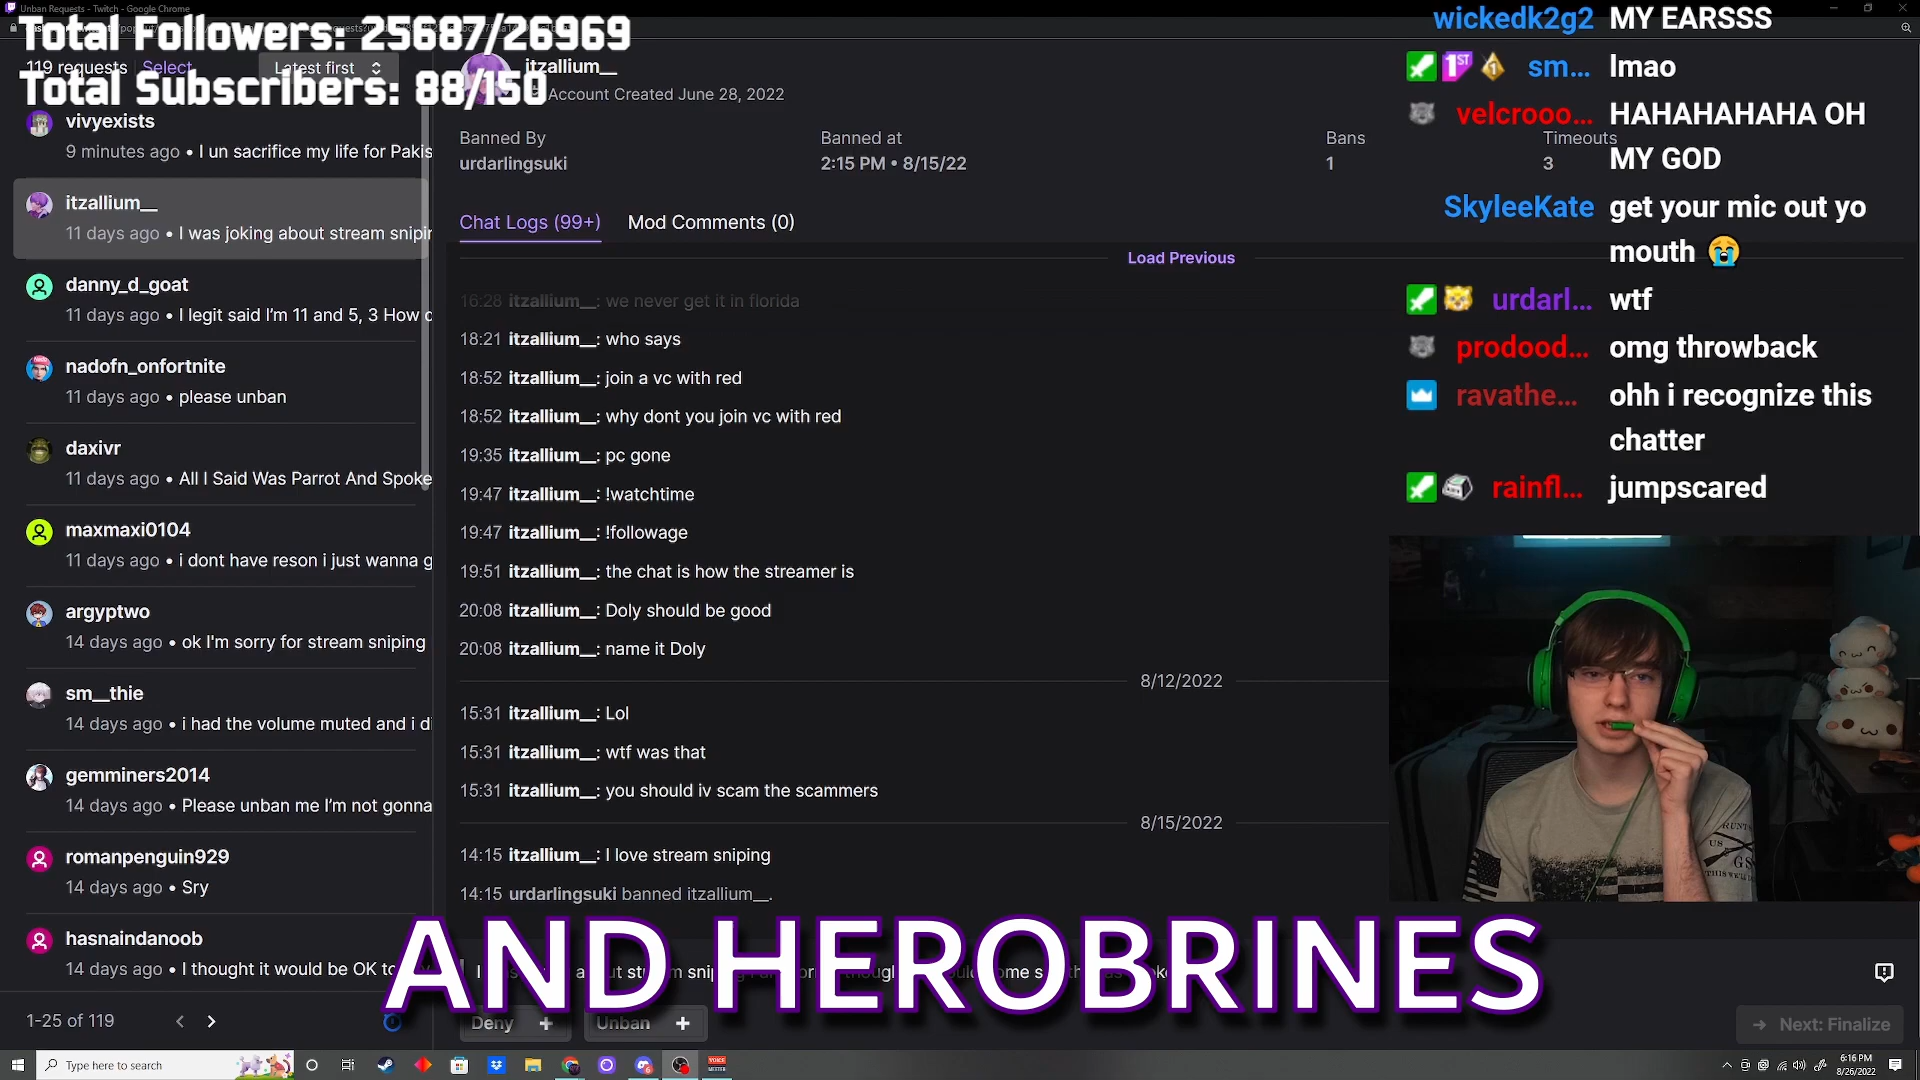 Unban Requests - Twitch - Google Chrome
Total Followers: 25687/26969
119 requests Select Latest first
Total Subscribers: 88/150
vivyexists
9 minutes ago • I un sacrifice my life for Pakis
itzallium__
11 days ago • I was joking about stream snipin
danny_d_goat
11 days ago • I legit said I'm 11 and 5, 3 How d
nadofn_onfortnite
11 days ago • please unban
daxivr
11 days ago • All I Said Was Parrot And Spoke
maxmaxi0104
11 days ago • i dont have reson i just wanna g
argyptwo
14 days ago • ok I'm sorry for stream sniping
sm__thie
14 days ago • i had the volume muted and i di
gemminers2014
14 days ago • Please unban me I'm not gonna
romanpenguin929
14 days ago • Sry
hasnaindanoob
14 days ago • I thought it would be OK to
1-25 of 119
itzallium__
Account Created June 28, 2022
Banned By
urdarlingsuki
Banned at
2:15 PM • 8/15/22
Bans
1
Timeouts
3
Chat Logs (99+) Mod Comments (0)
Load Previous
16:28 itzallium__: we never get it in florida
18:21 itzallium__: who says
18:52 itzallium__: join a vc with red
18:52 itzallium__: why dont you join vc with red
19:35 itzallium__: pc gone
19:47 itzallium__: !watchtime
19:47 itzallium__: !followage
19:51 itzallium__: the chat is how the streamer is
20:08 itzallium__: Doly should be good
20:08 itzallium__: name it Doly
8/12/2022
15:31 itzallium__: Lol
15:31 itzallium__: wtf was that
15:31 itzallium__: you should iv scam the scammers
8/15/2022
14:15 itzallium__: I love stream sniping
14:15 urdarlingsuki banned itzallium__.
AND HEROBRINES
Deny + Unban +
Next: Finalize
wickedk2g2 MY EARSSS
sm... lmao
velcrooo... HAHAHAHAHA OH
MY GOD
SkyleeKate get your mic out yo
mouth 😭
urdarl... wtf
prodood... omg throwback
ravathe... ohh i recognize this
chatter
rainfl... jumpscared
Type here to search
6:16 PM
8/26/2022